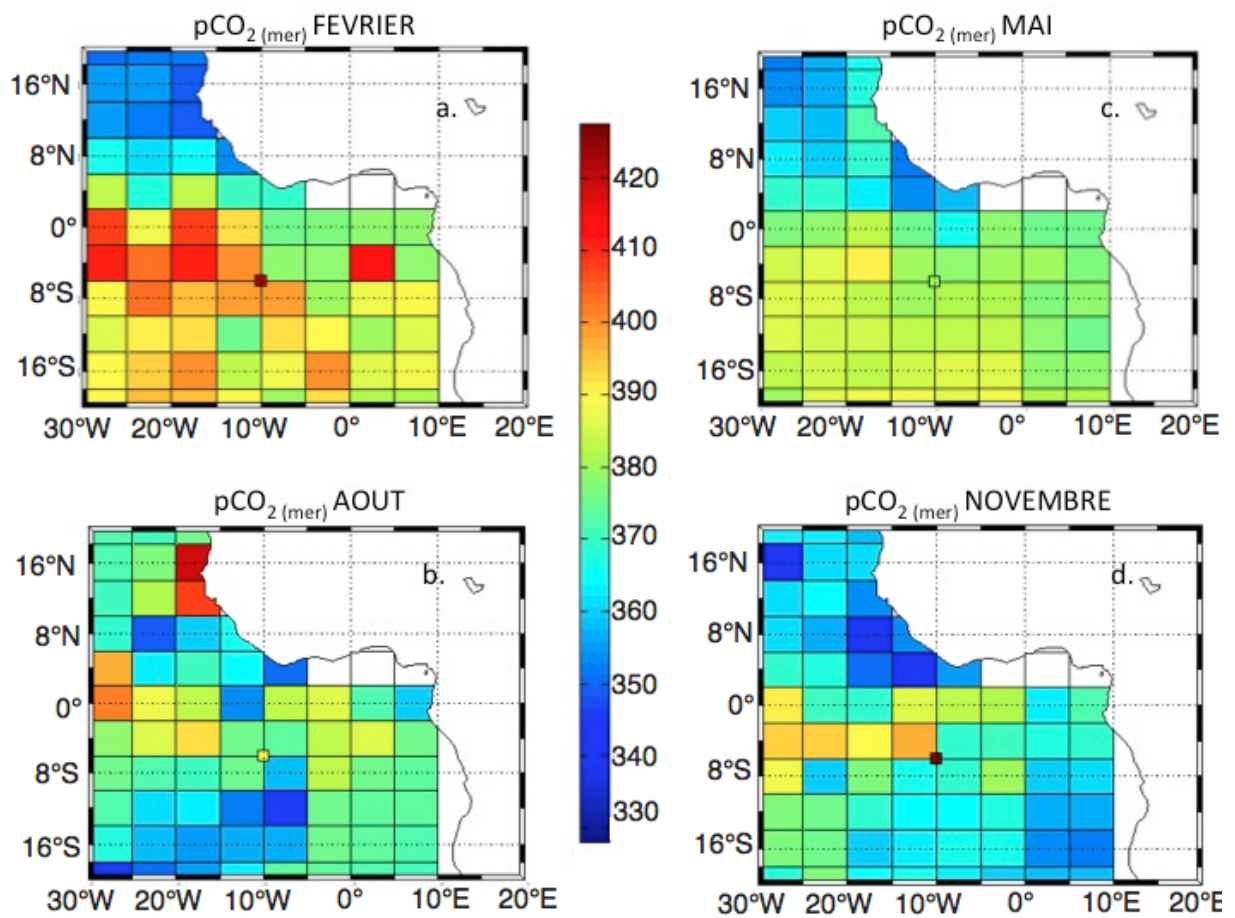 pCO2 (mer) FEVRIER
16°N
8°N
0°
8°S
16°S
30°W 20°W 10°W 0° 10°E 20°E
a.
420
410
400
390
380
370
360
350
340
330
pCO2 (mer) MAI
16°N
8°N
0°
8°S
16°S
30°W 20°W 10°W 0° 10°E 20°E
c.
pCO2 (mer) AOUT
16°N
8°N
0°
8°S
16°S
30°W 20°W 10°W 0° 10°E 20°E
b.
pCO2 (mer) NOVEMBRE
16°N
8°N
0°
8°S
16°S
30°W 20°W 10°W 0° 10°E 20°E
d.